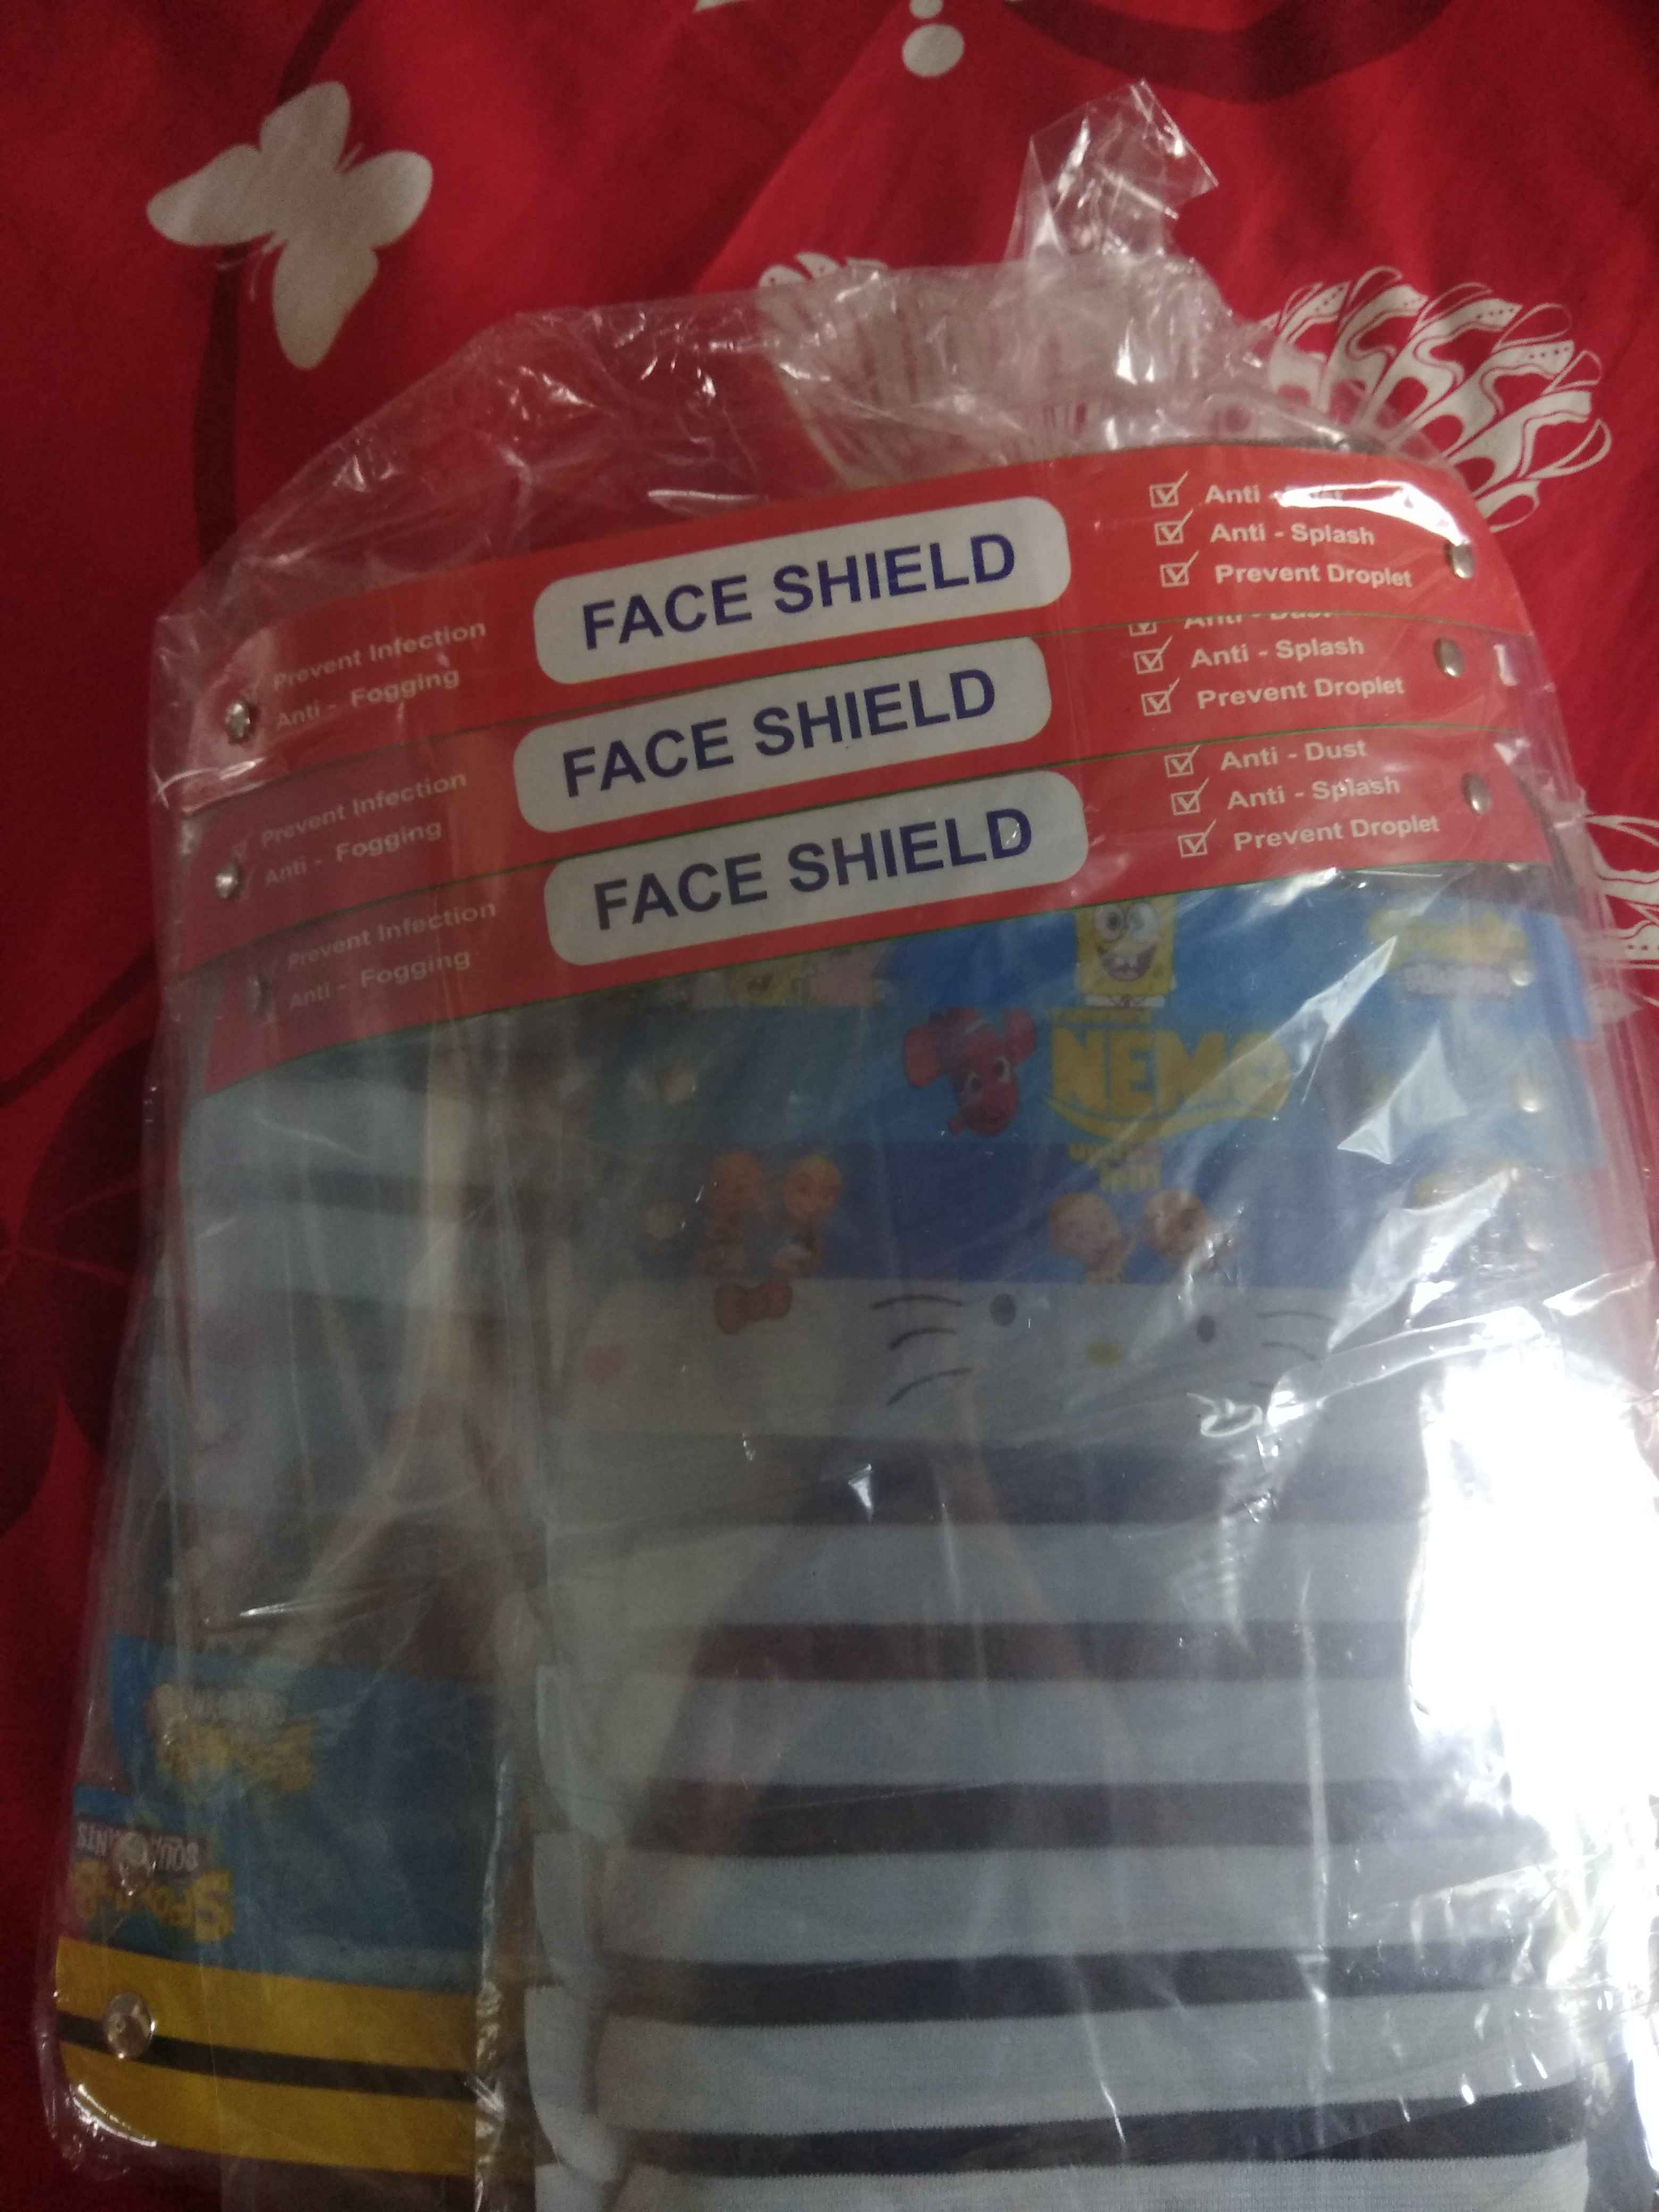 Anti -
Anti - Splash
Prevent Droplet
FACE SHIELD
Prevent Infection
Anti - Fogging
Anti - Dust
Anti - Splash
Prevent Droplet
FACE SHIELD
Prevent Infection
Anti - Fogging
Anti - Dust
Anti - Splash
Prevent Droplet
FACE SHIELD
Prevent Infection
Anti - Fogging
NEMO